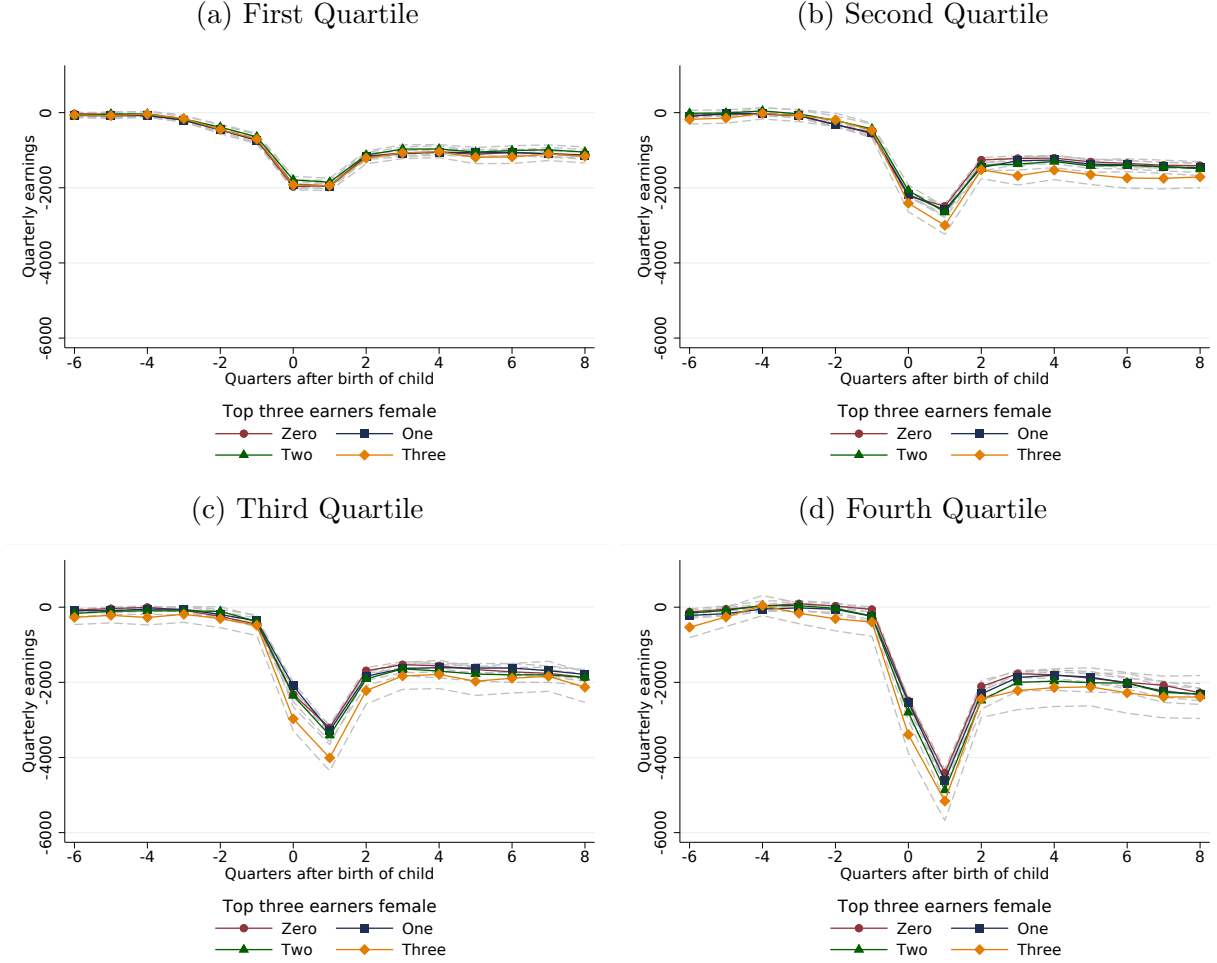 (a) First Quartile
Quarterly earnings
0
-2000
-4000
-6000
-6 -4 -2 0 2 4 6 8
Quarters after birth of child
Top three earners female
Zero One
Two Three
(b) Second Quartile
Quarterly earnings
0
-2000
-4000
-6000
-6 -4 -2 0 2 4 6 8
Quarters after birth of child
Top three earners female
Zero One
Two Three
(c) Third Quartile
Quarterly earnings
0
-2000
-4000
-6000
-6 -4 -2 0 2 4 6 8
Quarters after birth of child
Top three earners female
Zero One
Two Three
(d) Fourth Quartile
Quarterly earnings
0
-2000
-4000
-6000
-6 -4 -2 0 2 4 6 8
Quarters after birth of child
Top three earners female
Zero One
Two Three